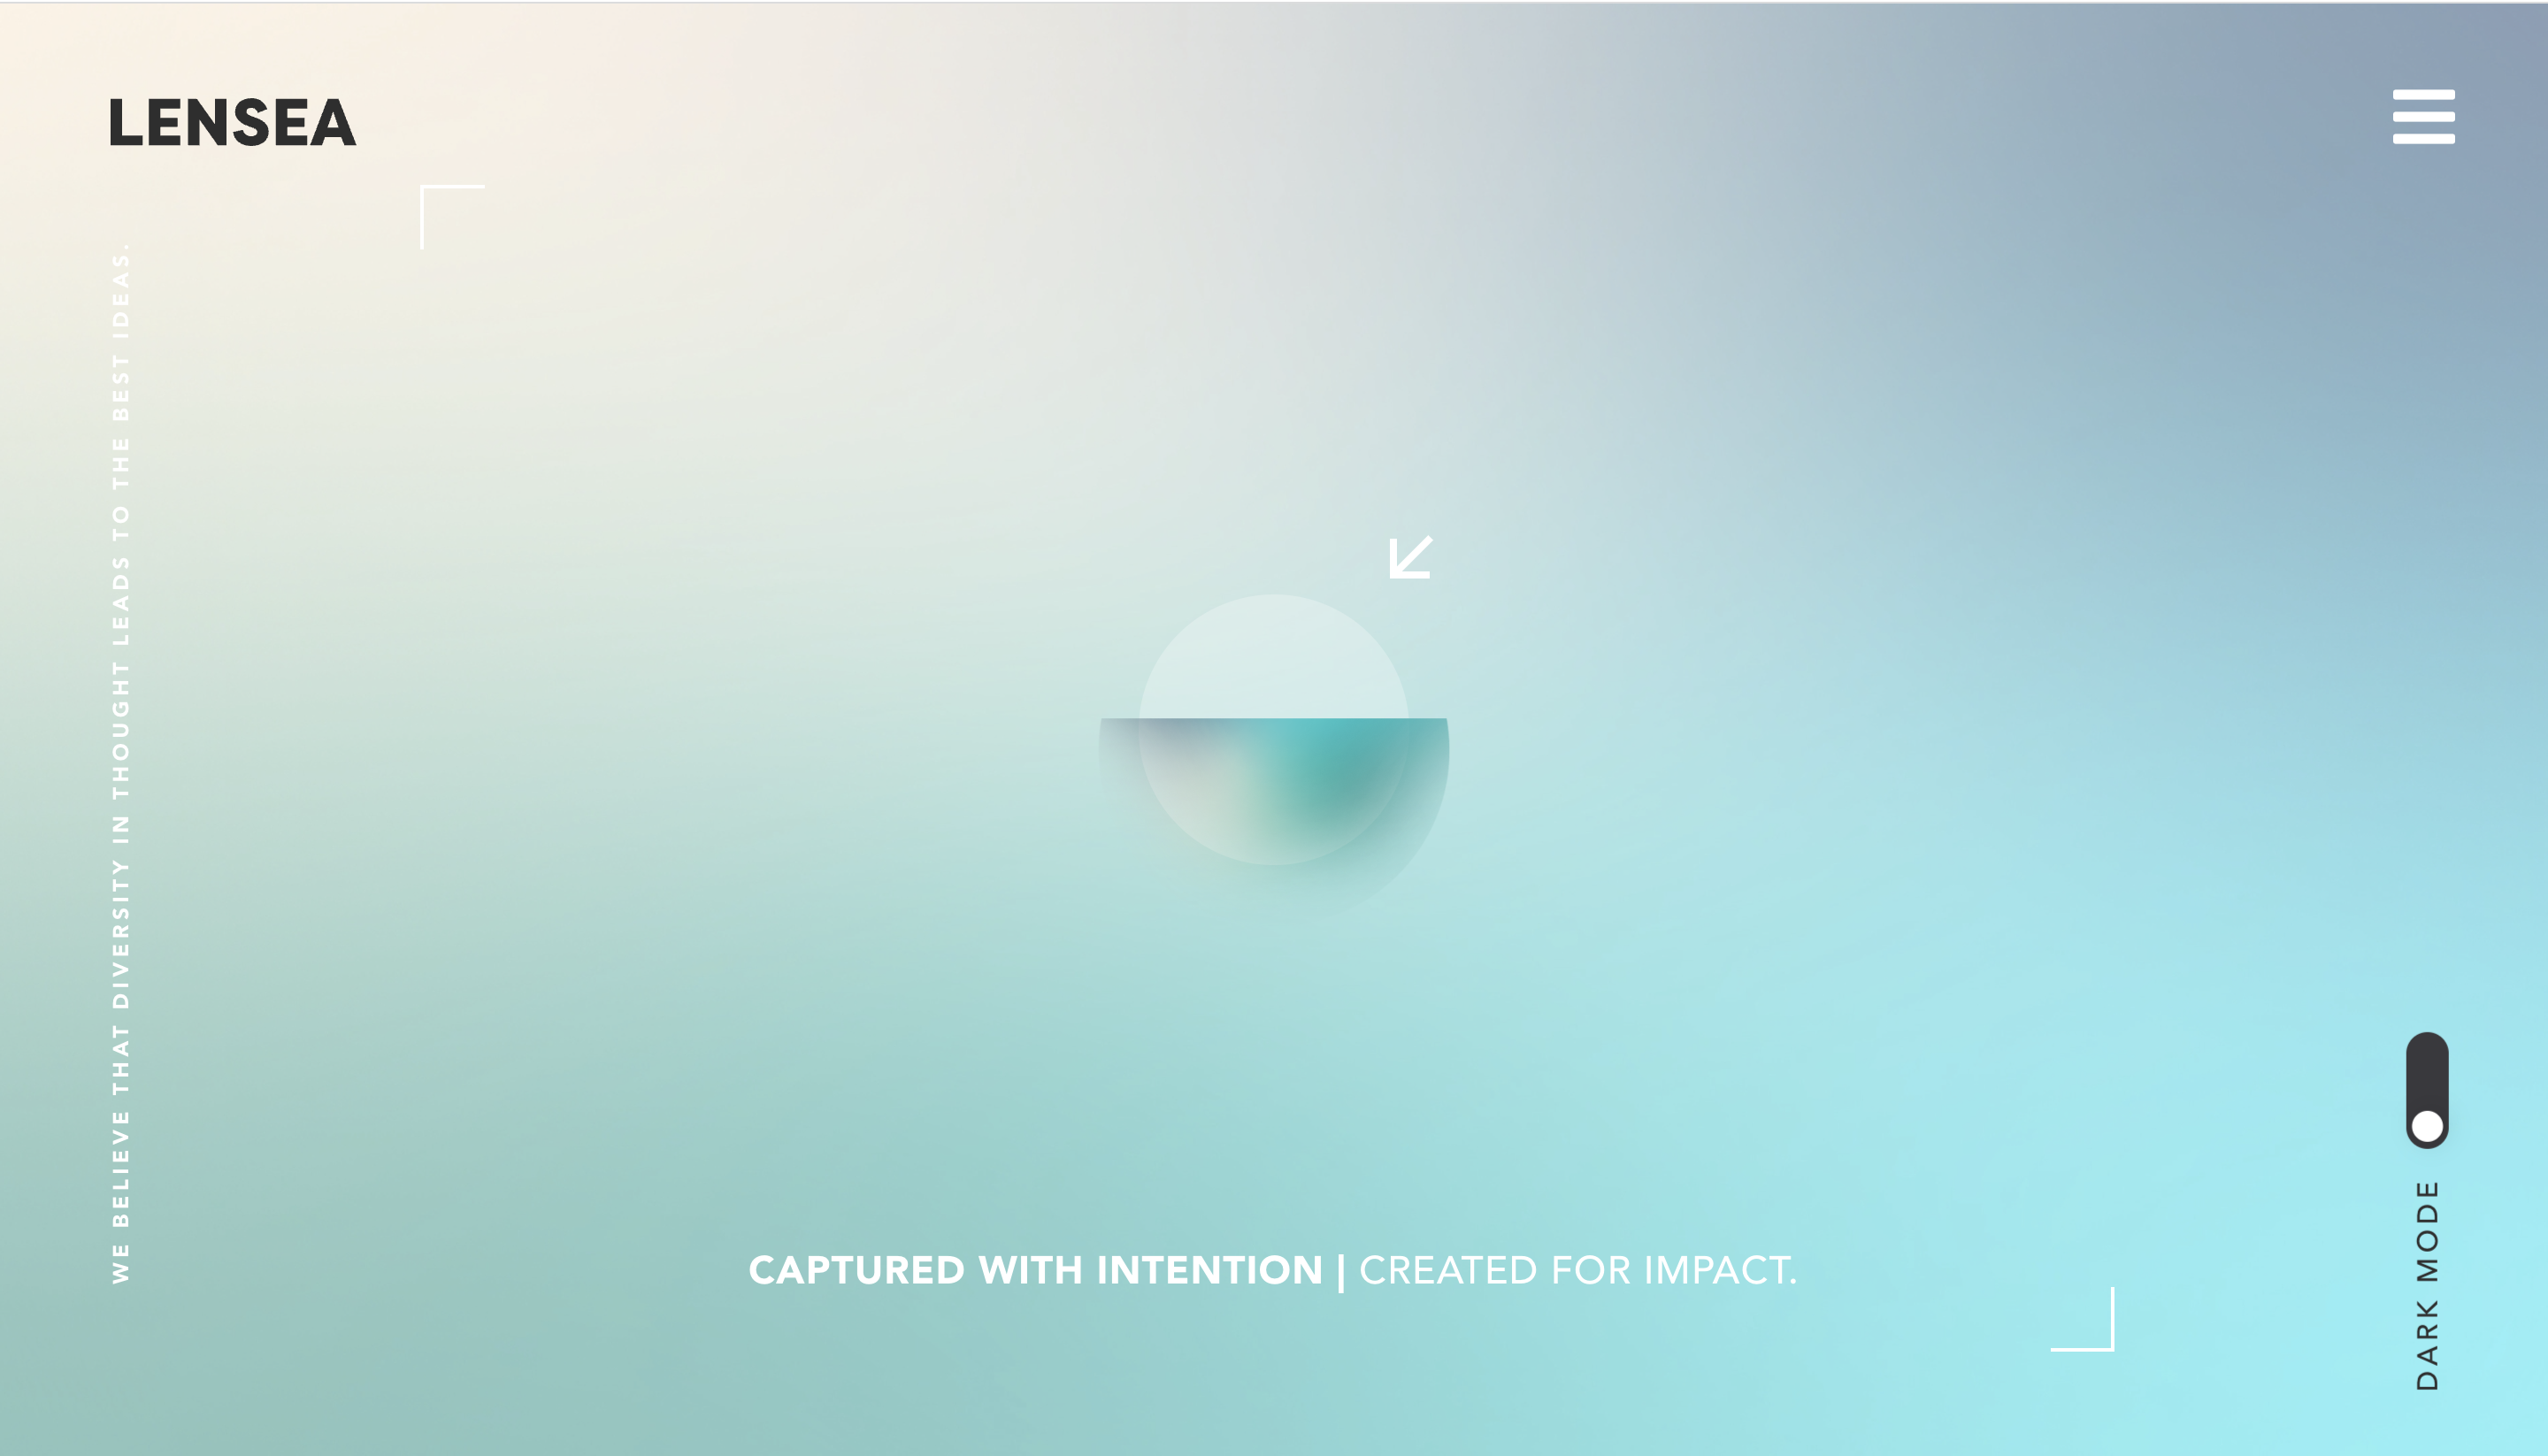 LENSEA
WE BELIEVE THAT DIVERSITY IN THOUGHT LEADS TO THE BEST IDEAS.
CAPTURED WITH INTENTION | CREATED FOR IMPACT.
DARK MODE